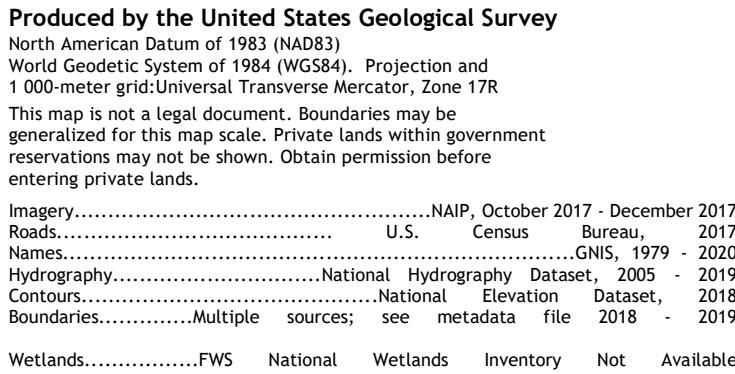 Produced by the United States Geological Survey
North American Datum of 1983 (NAD83)
World Geodetic System of 1984 (WGS84). Projection and
1 000-meter grid:Universal Transverse Mercator, Zone 17R
This map is not a legal document. Boundaries may be
generalized for this map scale. Private lands within government
reservations may not be shown. Obtain permission before
entering private lands.
Imagery.....................................................NAIP, October 2017 - December 2017
Roads......................................... U.S. Census Bureau, 2017
Names............................................................................GNIS, 1979 - 2020
Hydrography...............................National Hydrography Dataset, 2005 - 2019
Contours............................................National Elevation Dataset, 2018
Boundaries..............Multiple sources; see metadata file 2018 - 2019
Wetlands.................FWS National Wetlands Inventory Not Available